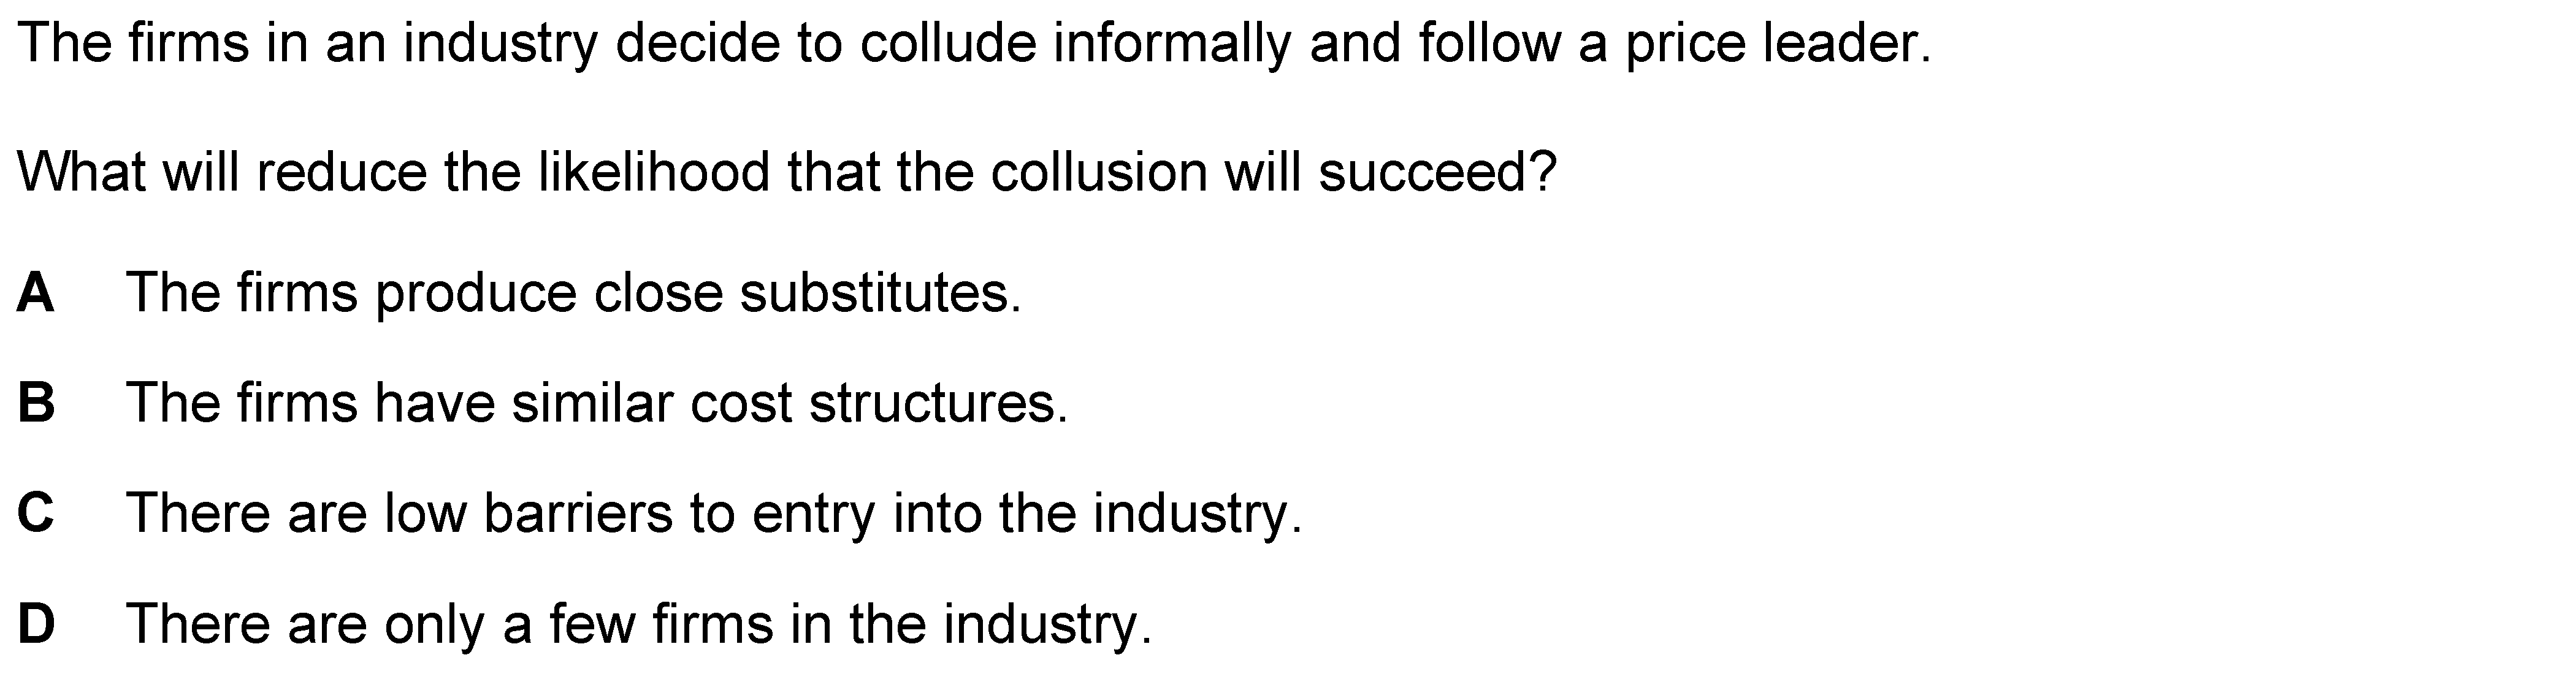 The firms in an industry decide to collude informally and follow a price leader.
What will reduce the likelihood that the collusion will succeed?
A The firms produce close substitutes.
B The firms have similar cost structures.
C There are low barriers to entry into the industry.
D There are only a few firms in the industry.